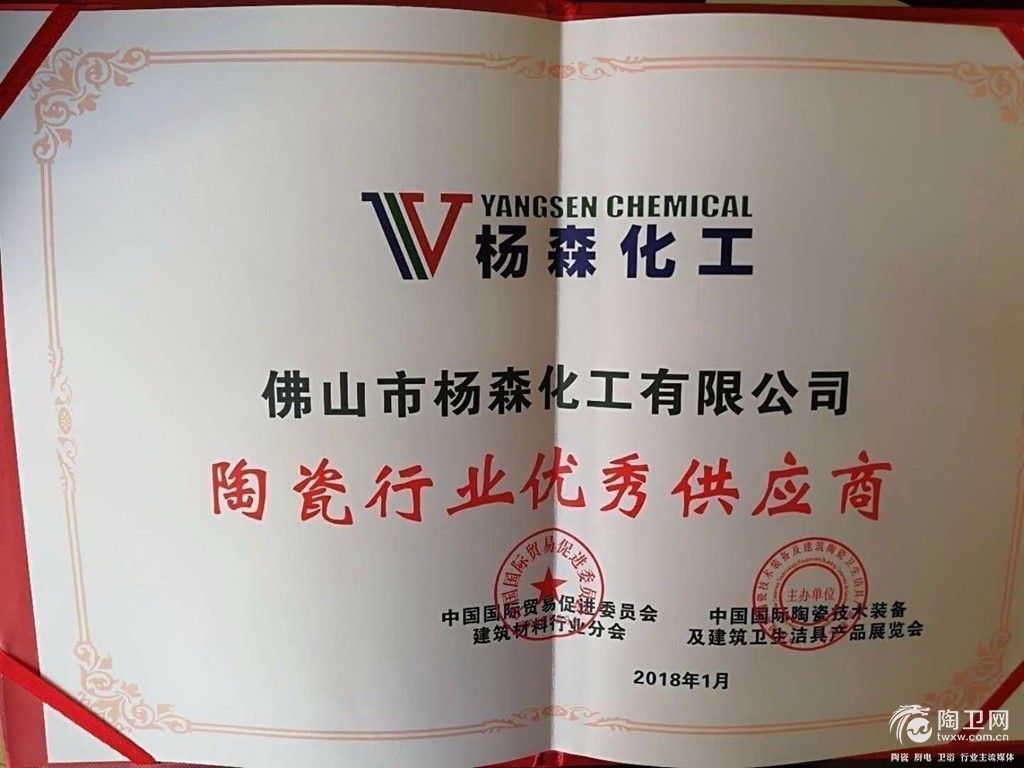 YANGSEN CHEMICAL
杨森化工
佛山市杨森化工有限公司
陶瓷行业优秀供应商
中国国际贸易促进委员会
建筑材料行业分会
主办单位
中国国际陶瓷技术装备
及建筑卫生洁具产品展览会
2018年1月
陶卫网
twxw.com.cn
陶瓷 厨电 卫浴 行业主流媒体